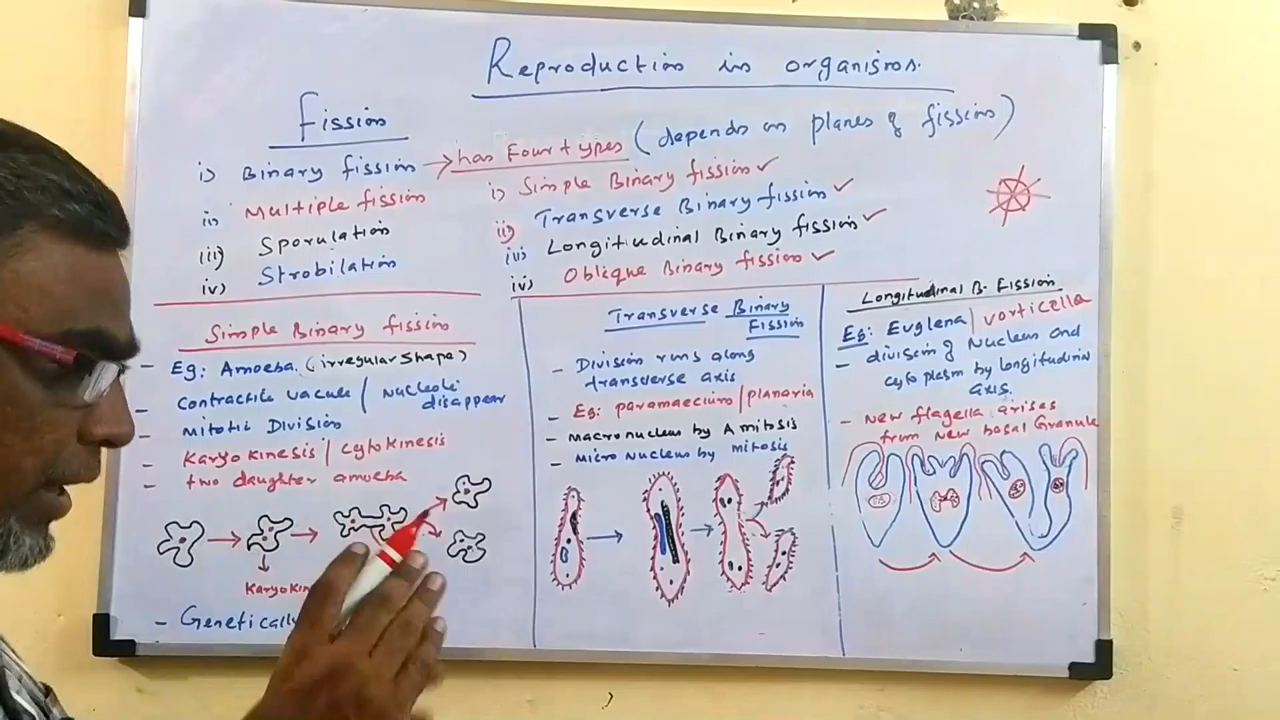 Reproduction in organisms.
Fission
i) Binary fission → has Four types (depends on planes of fission)
ii) Multiple fission
iii) Sporulation
iv) Strobilation
i) Simple Binary fission ✓
ii) Transverse Binary fission ✓
iii) Longitudinal Binary fission ✓
iv) Oblique Binary fission ✓
Simple Binary fission
- Eg: Amoeba. (irregular shape)
- contractile vacule / Nucleoli
disappear
- mitotic Division
- Karyokinesis / cytokinesis
- two daughter amoeba
Karyokin
- Genetically
Transverse Binary
Fission
- Division runs along
transverse axis
- Eg: paramaecium / planaria
- macronucleus by Amitosis
- micro Nucleus by mitosis
Longitudinal B. Fission
Eg: Euglena / vorticella
- division of Nucleus and
cytoplasm by longitudinal
axis.
- New flagella arises
from New basal Granule